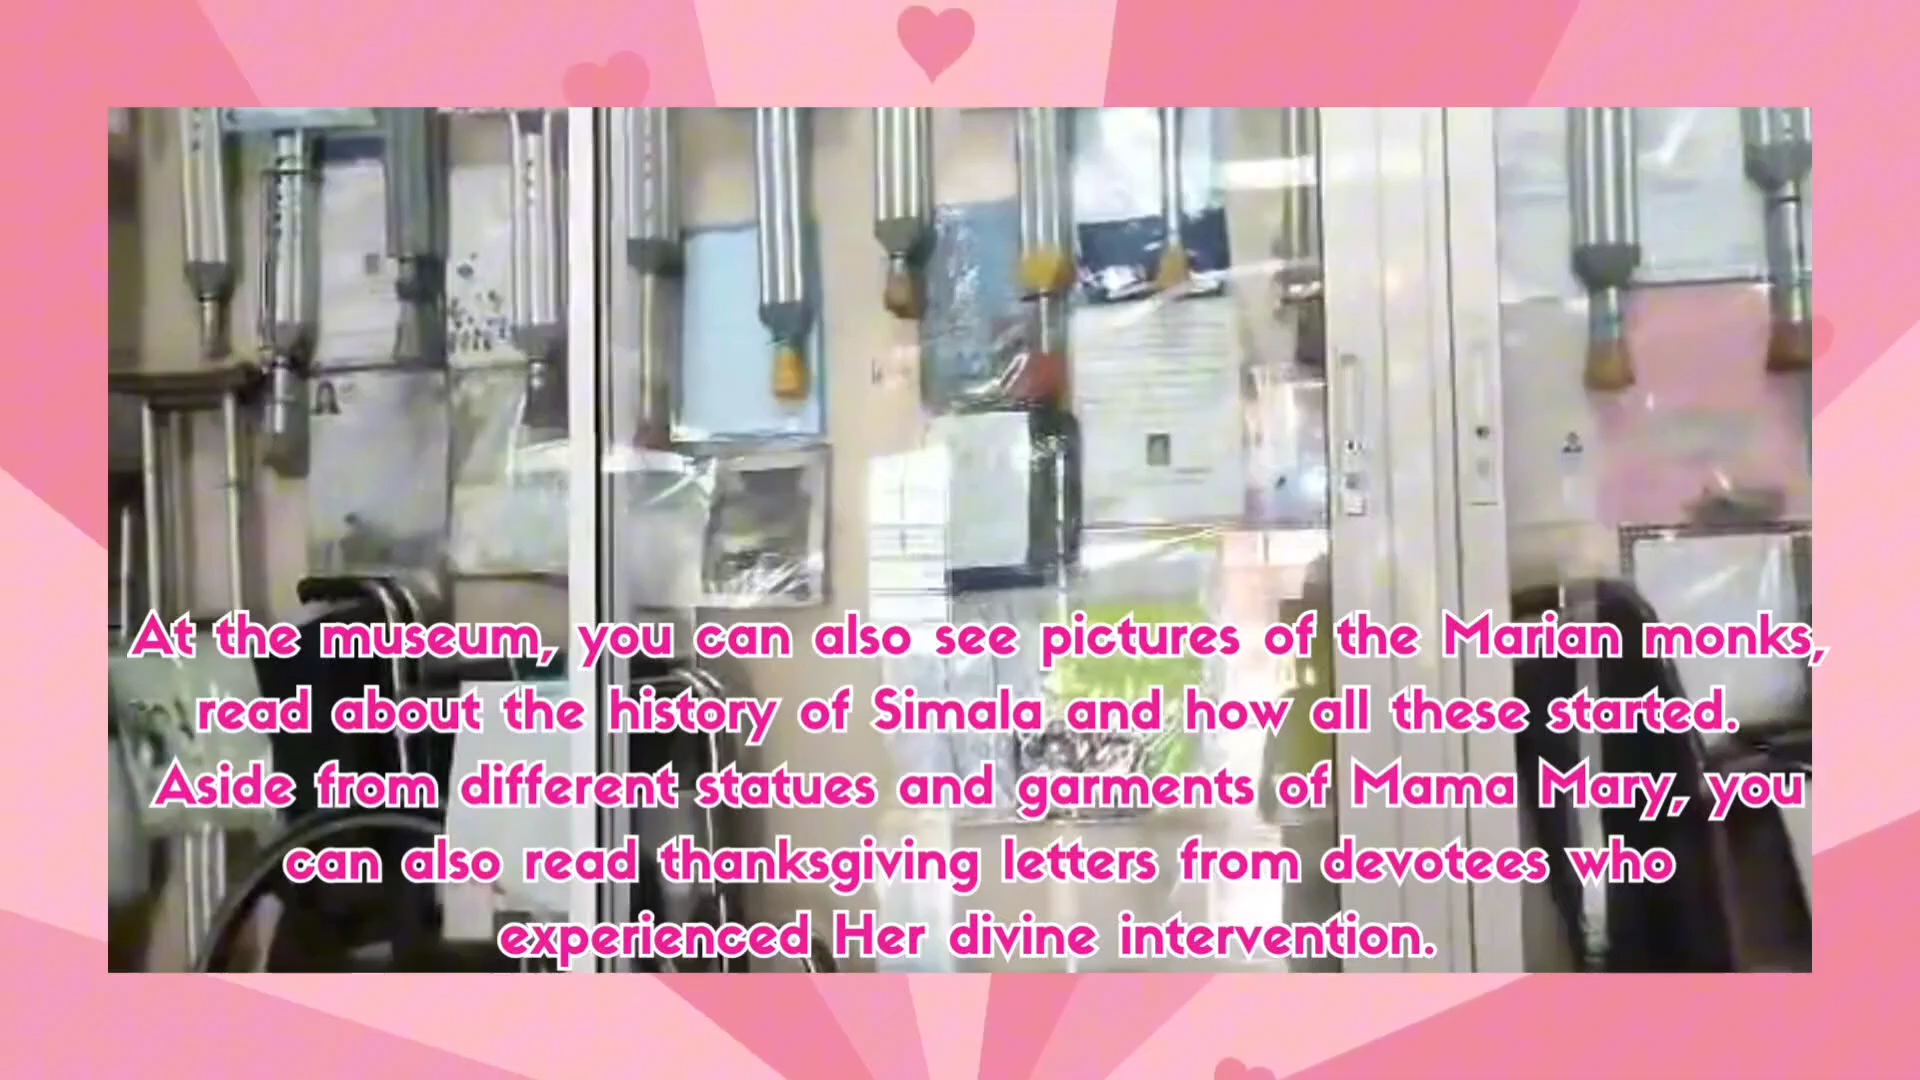 At the museum, you can also see pictures of the Marian monks,
read about the history of Simala and how all these started.
Aside from different statues and garments of Mama Mary, you
can also read thanksgiving letters from devotees who
experienced Her divine intervention.